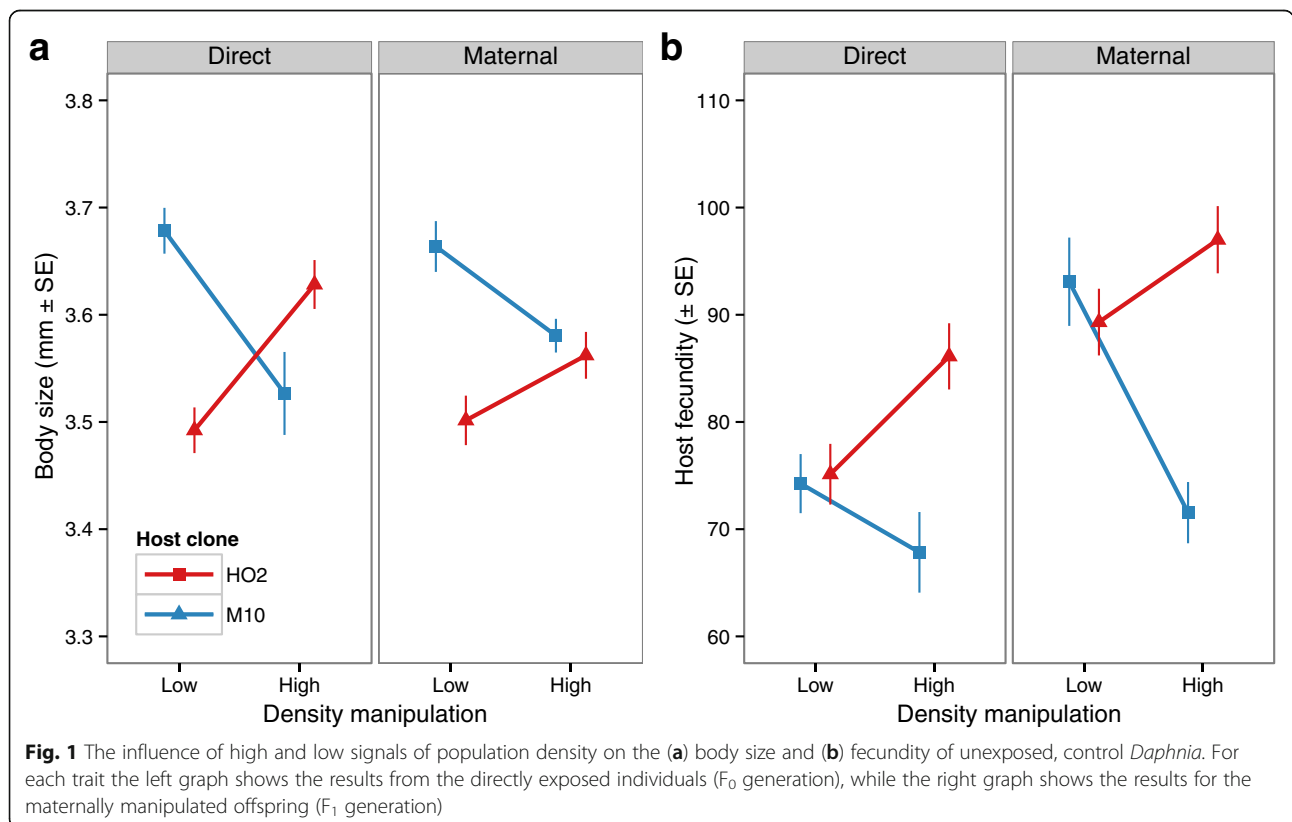 a
Direct
Maternal
Body size (mm ± SE)
3.8
3.7
3.6
3.5
3.4
3.3
Host clone
HO2
M10
Low
High
Low
High
Density manipulation
b
Direct
Maternal
Host fecundity (± SE)
110
100
90
80
70
60
Low
High
Low
High
Density manipulation
Fig. 1 The influence of high and low signals of population density on the (a) body size and (b) fecundity of unexposed, control Daphnia. For
each trait the left graph shows the results from the directly exposed individuals (F0 generation), while the right graph shows the results for the
maternally manipulated offspring (F1 generation)